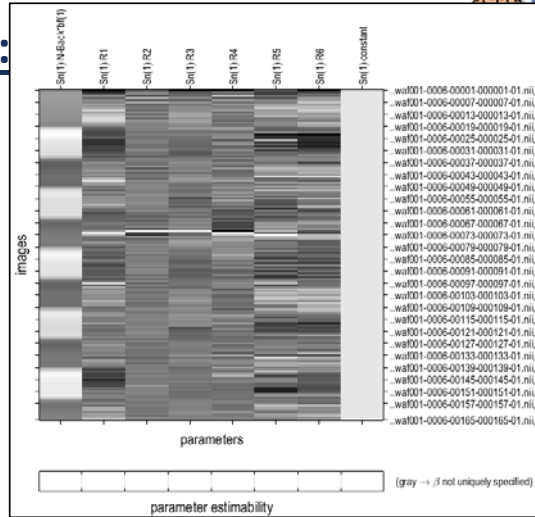 Sn(1) N-Back*bf(1)
Sn(1) R1
Sn(1) R2
Sn(1) R3
Sn(1) R4
Sn(1) R5
Sn(1) R6
Sn(1) constant
..waf001-0006-00001-000001-01.nii,
..waf001-0006-00007-000007-01.nii,
..waf001-0006-00013-000013-01.nii,
..waf001-0006-00019-000019-01.nii,
..waf001-0006-00025-000025-01.nii,
..waf001-0006-00031-000031-01.nii,
..waf001-0006-00037-000037-01.nii,
..waf001-0006-00043-000043-01.nii,
..waf001-0006-00049-000049-01.nii,
..waf001-0006-00055-000055-01.nii,
..waf001-0006-00061-000061-01.nii,
..waf001-0006-00067-000067-01.nii,
..waf001-0006-00073-000073-01.nii,
..waf001-0006-00079-000079-01.nii,
..waf001-0006-00085-000085-01.nii,
..waf001-0006-00091-000091-01.nii,
..waf001-0006-00097-000097-01.nii,
..waf001-0006-00103-000103-01.nii,
..waf001-0006-00109-000109-01.nii,
..waf001-0006-00115-000115-01.nii,
..waf001-0006-00121-000121-01.nii,
..waf001-0006-00127-000127-01.nii,
..waf001-0006-00133-000133-01.nii,
..waf001-0006-00139-000139-01.nii,
..waf001-0006-00145-000145-01.nii,
..waf001-0006-00151-000151-01.nii,
..waf001-0006-00157-000157-01.nii,
..waf001-0006-00165-000165-01.nii,
images
parameters
(gray → β not uniquely specified)
parameter estimability